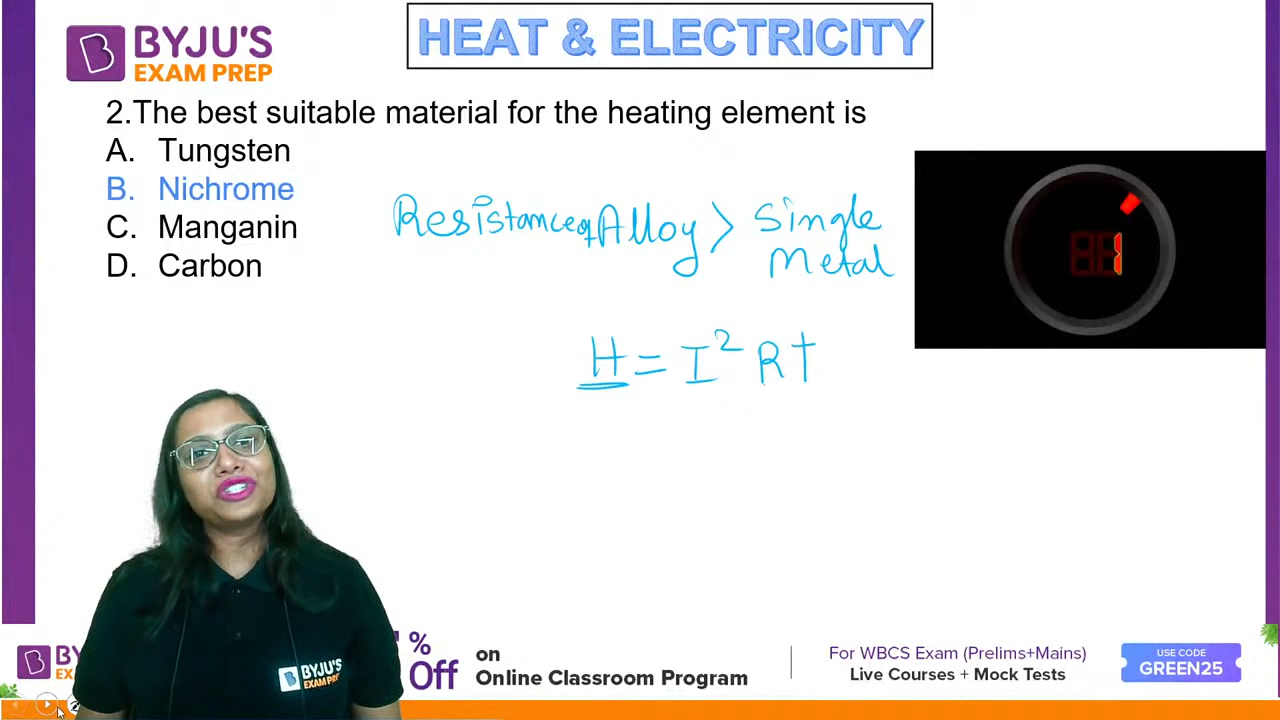 BYJU'S
EXAM PREP
HEAT & ELECTRICITY
2.The best suitable material for the heating element is
A. Tungsten
B. Nichrome
C. Manganin
D. Carbon
Resistance of Alloy > Single
Metal
H = I² R t
BYJU'S
EXAM PREP
% Off
on
Online Classroom Program
For WBCS Exam (Prelims+Mains)
Live Courses + Mock Tests
USE CODE
GREEN25